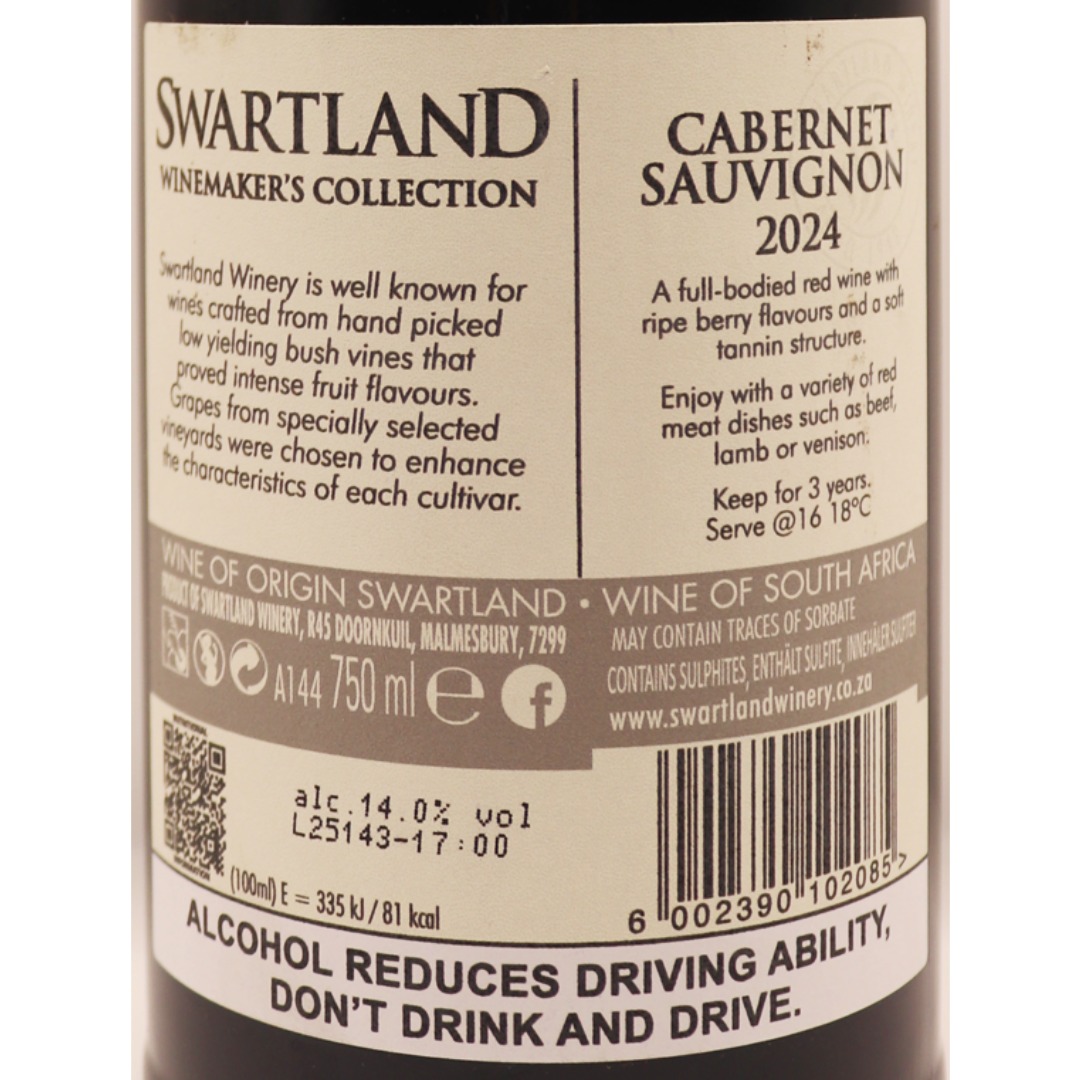 SWARTLAND
WINEMAKER'S COLLECTION
Swartland Winery is well known for
wine's crafted from hand picked
low yielding bush vines that
proved intense fruit flavours.
Grapes from specially selected
vineyards were chosen to enhance
the characteristics of each cultivar.
CABERNET
SAUVIGNON
2024
A full-bodied red wine with
ripe berry flavours and a soft
tannin structure.
Enjoy with a variety of red
meat dishes such as beef,
lamb or venison.
Keep for 3 years.
Serve @16 18°C
WINE OF ORIGIN SWARTLAND • WINE OF SOUTH AFRICA
PRODUCT OF SWARTLAND WINERY, R45 DOORNKUIL, MALMESBURY, 7299
A144 750 ml e f
MAY CONTAIN TRACES OF SORBATE
CONTAINS SULPHITES, ENTHÄLT SULFITE, INNEHÅLER SULFITER
www.swartlandwinery.co.za
alc.14.0% vol
L25143-17:00
(100ml) E = 335 kJ / 81 kcal
6 002390 102085 >
ALCOHOL REDUCES DRIVING ABILITY,
DON'T DRINK AND DRIVE.